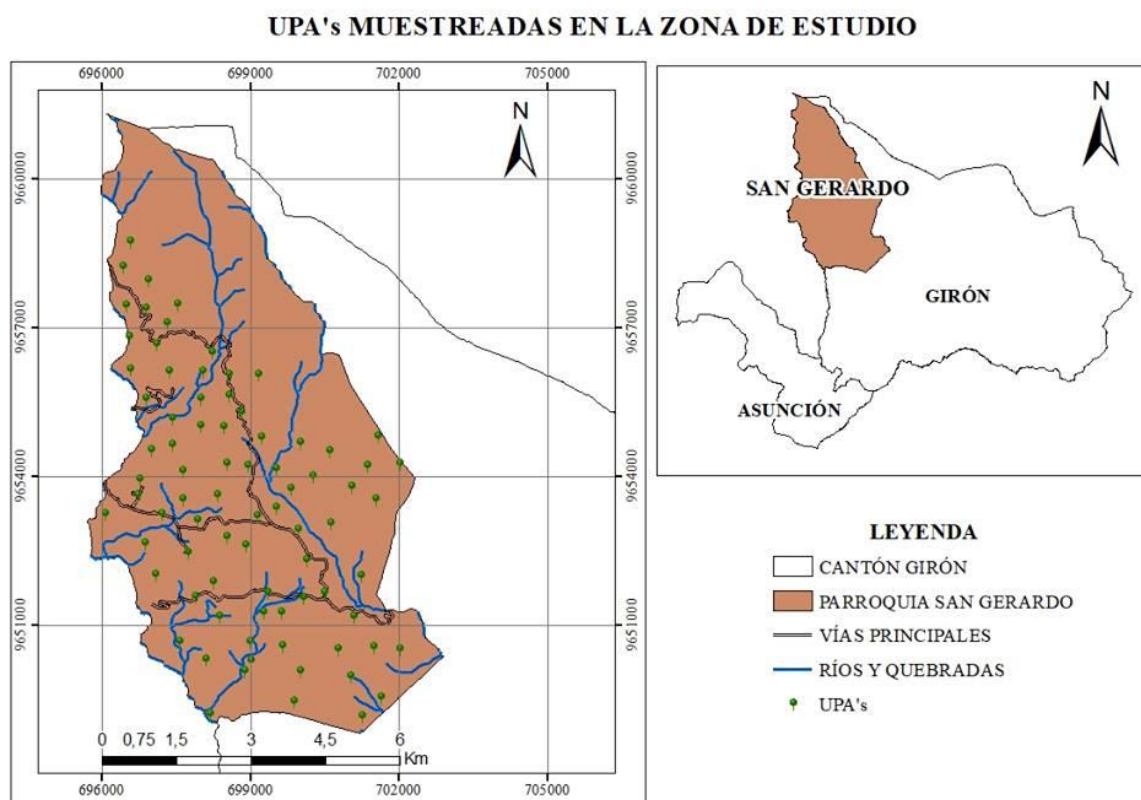 UPA's MUESTREADAS EN LA ZONA DE ESTUDIO
696000 699000 702000 705000
N
9660000 9660000
9657000 9657000
9654000 9654000
9651000 9651000
0 0,75 1,5 3 4,5 6
Km
696000 699000 702000 705000
N
SAN GERARDO
GIRÓN
ASUNCIÓN
LEYENDA
CANTÓN GIRÓN
PARROQUIA SAN GERARDO
VÍAS PRINCIPALES
RÍOS Y QUEBRADAS
UPA's